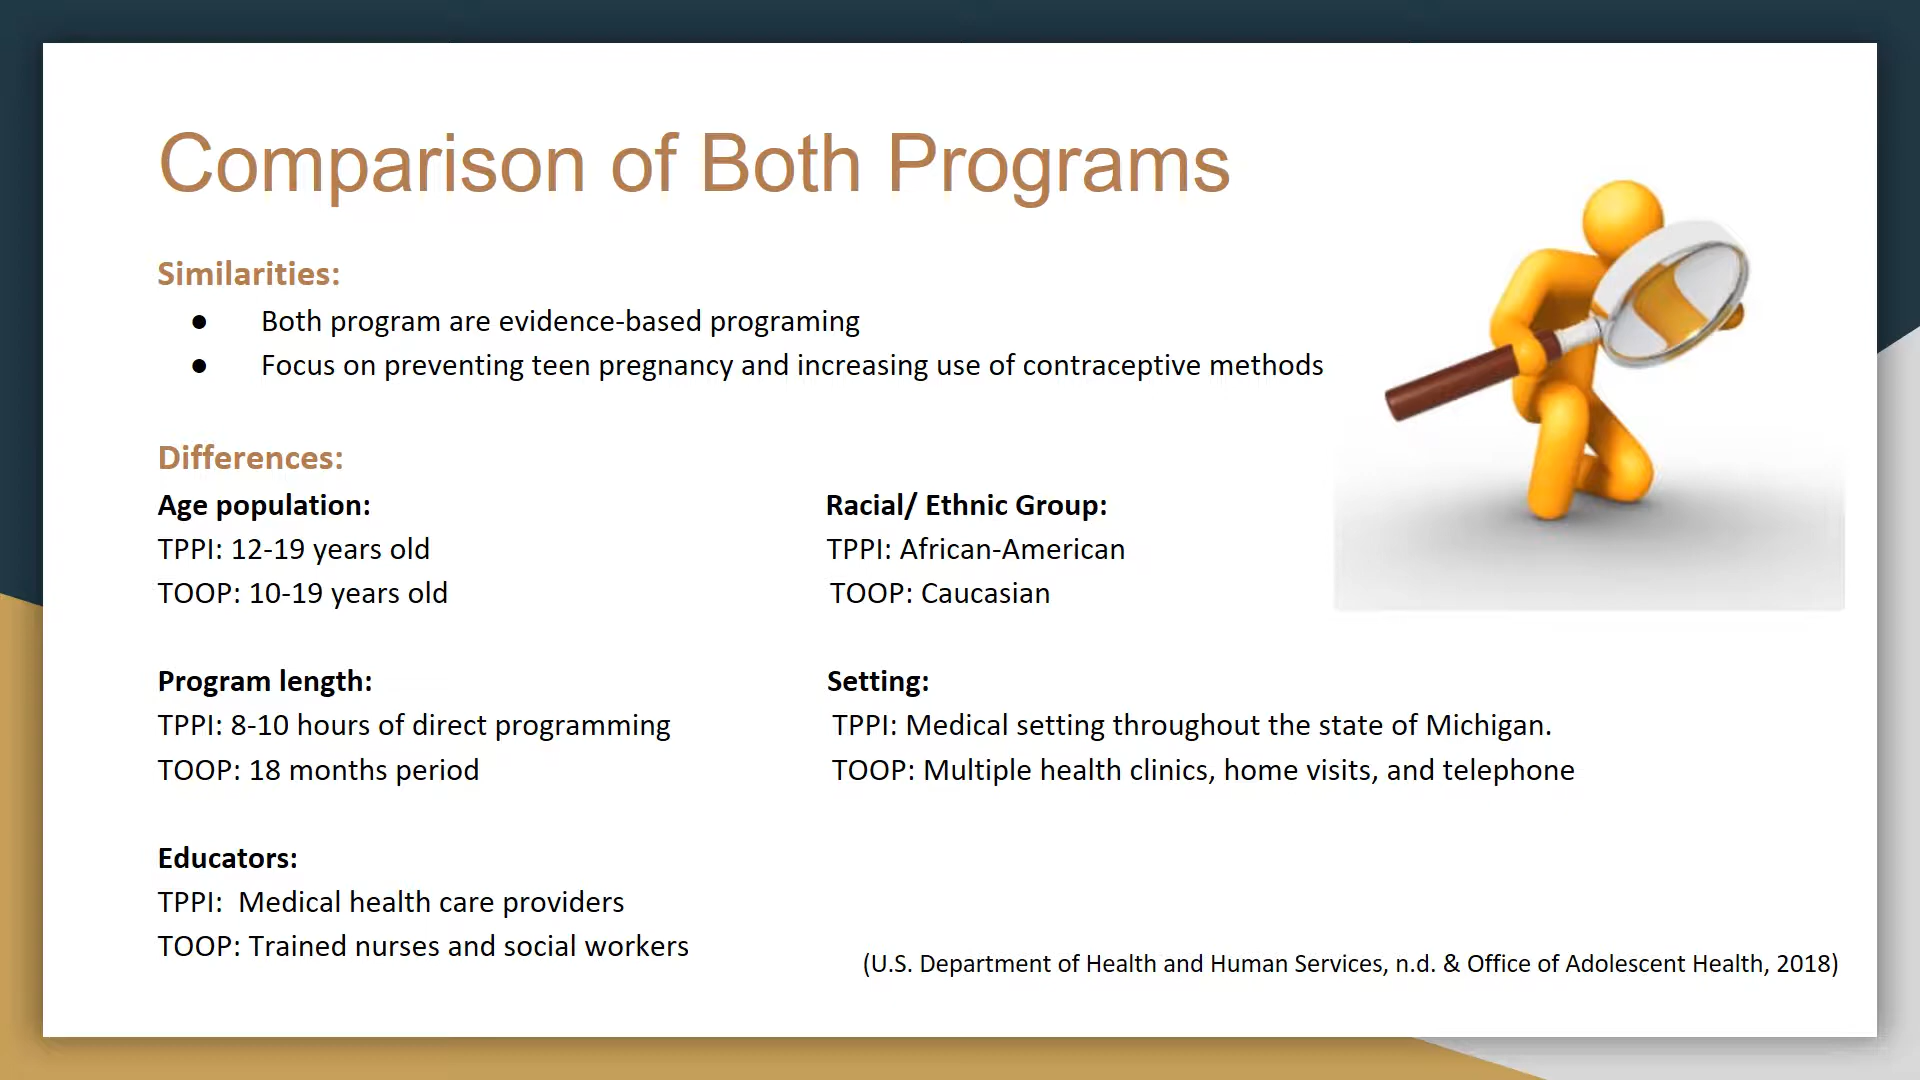 Comparison of Both Programs
Similarities:
● Both program are evidence-based programing
● Focus on preventing teen pregnancy and increasing use of contraceptive methods
Differences:
Age population:
TPPI: 12-19 years old
TOOP: 10-19 years old
Racial/ Ethnic Group:
TPPI: African-American
TOOP: Caucasian
Program length:
TPPI: 8-10 hours of direct programming
TOOP: 18 months period
Setting:
TPPI: Medical setting throughout the state of Michigan.
TOOP: Multiple health clinics, home visits, and telephone
Educators:
TPPI:  Medical health care providers
TOOP: Trained nurses and social workers
(U.S. Department of Health and Human Services, n.d. & Office of Adolescent Health, 2018)